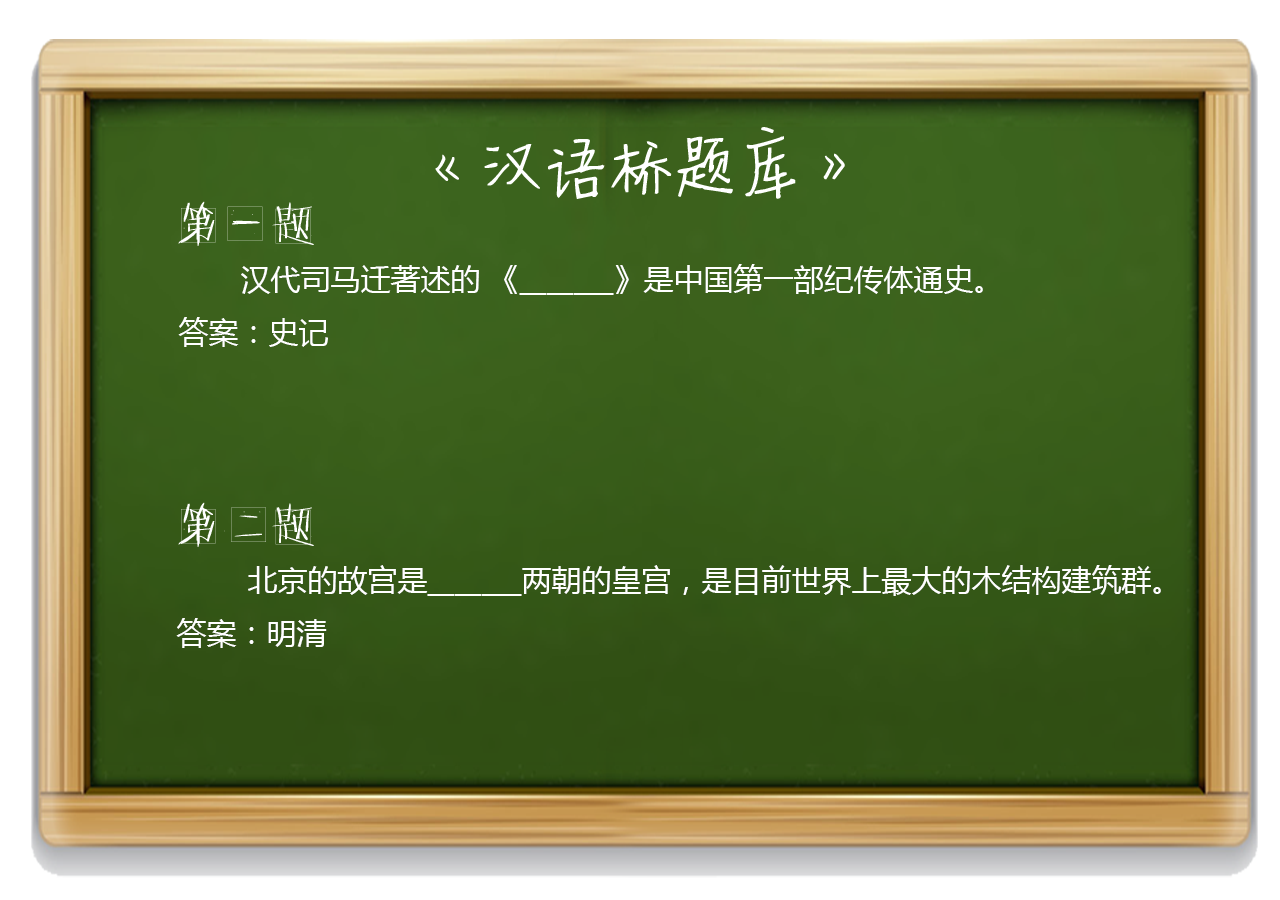 《汉语桥题库》
第一题
汉代司马迁著述的《_______》是中国第一部纪传体通史。
答案：史记
第二题
北京的故宫是_______两朝的皇宫，是目前世界上最大的木结构建筑群。
答案：明清